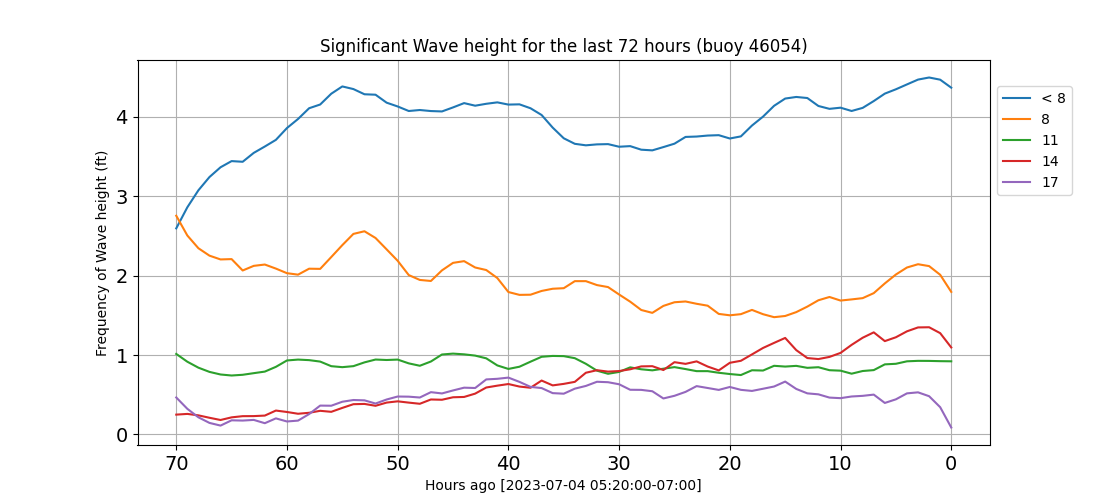 Significant Wave height for the last 72 hours (buoy 46054)
Frequency of Wave height (ft)
4
3
2
1
0
70 60 50 40 30 20 10 0
Hours ago [2023-07-04 05:20:00-07:00]
< 8
8
11
14
17